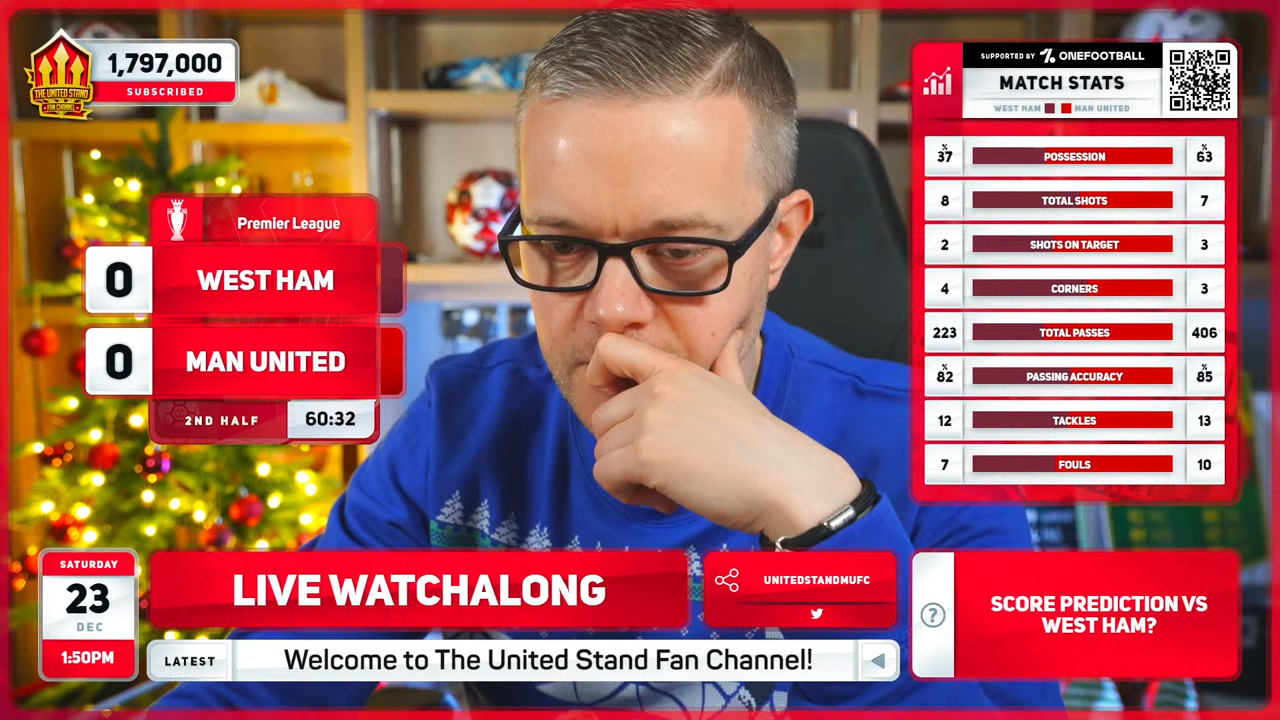 1,797,000
SUBSCRIBED
THE UNITED STAND
FAN CHANNEL
Premier League
0 WEST HAM
0 MAN UNITED
2ND HALF 60:32
SUPPORTED BY ONEFOOTBALL
MATCH STATS
WEST HAM MAN UNITED
% 37 POSSESSION % 63
8 TOTAL SHOTS 7
2 SHOTS ON TARGET 3
4 CORNERS 3
223 TOTAL PASSES 406
% 82 PASSING ACCURACY % 85
12 TACKLES 13
7 FOULS 10
SATURDAY
23
DEC
1:50PM
LIVE WATCHALONG
UNITEDSTANDMUFC
LATEST Welcome to The United Stand Fan Channel!
?
SCORE PREDICTION VS
WEST HAM?